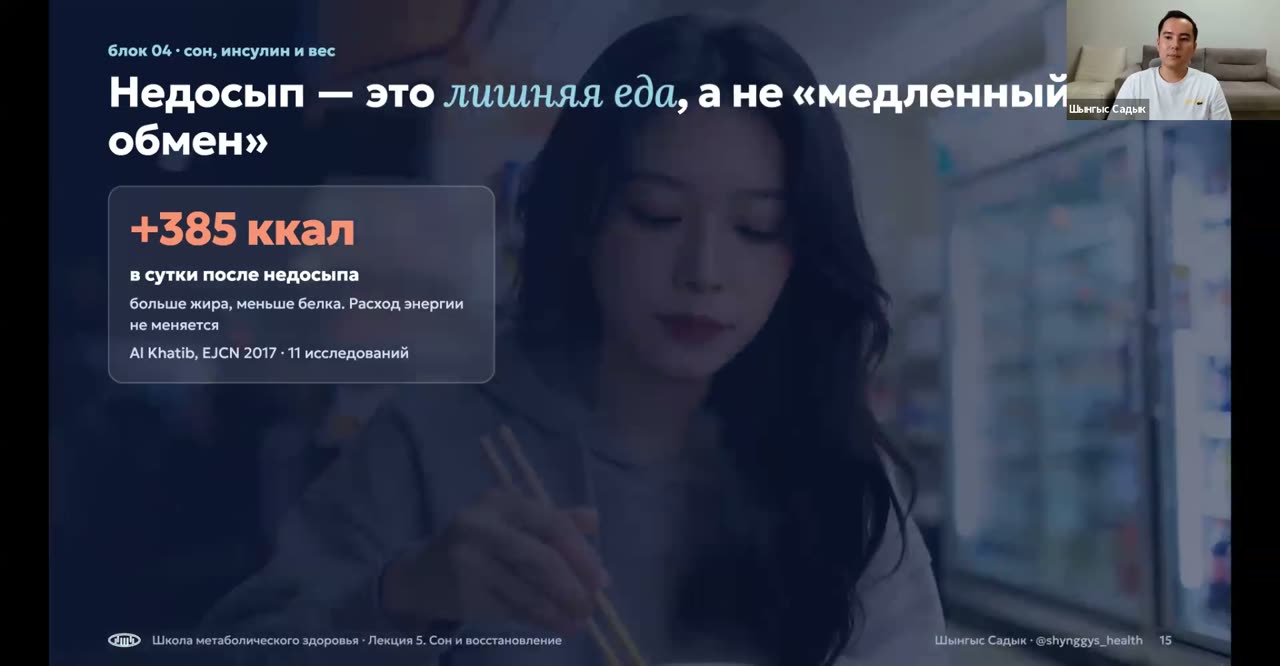 блок 04 · сон, инсулин и вес
Недосып — это лишняя еда, а не «медленный
обмен»
Шынгыс Садык
+385 ккал
в сутки после недосыпа
больше жира, меньше белка. Расход энергии
не меняется
Al Khatib, EJCN 2017 · 11 исследований
Школа метаболического здоровья · Лекция 5. Сон и восстановление
Шынгыс Садык · @shynggys_health 15